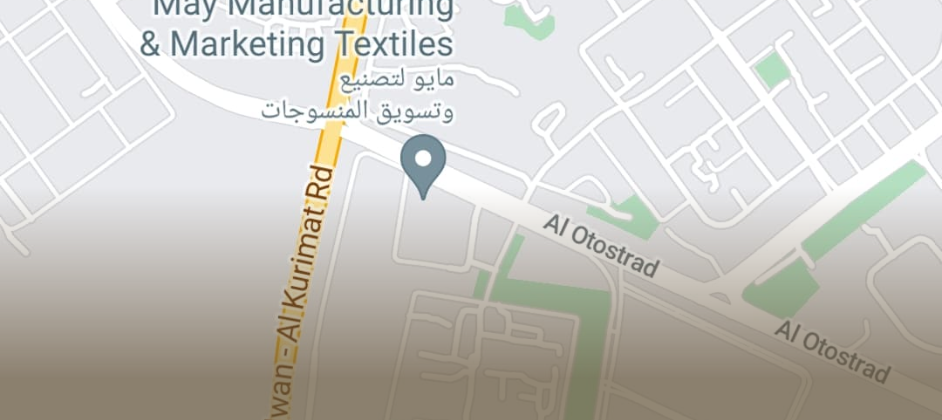 May Manufacturing
& Marketing Textiles
مايو لتصنيع
وتسويق المنسوجات
Al Otostrad
wan - Al Kurimat Rd
Al Otostrad